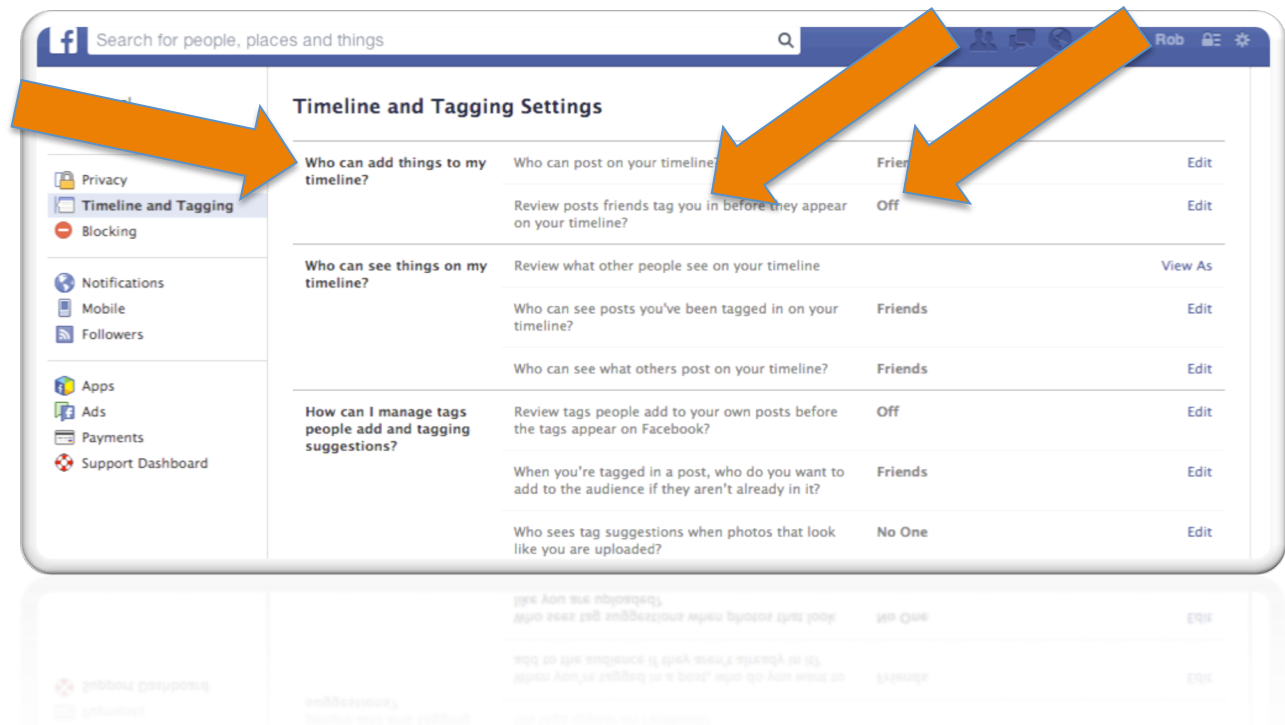 f Search for people, places and things
Rob
Timeline and Tagging Settings
Privacy
Timeline and Tagging
Blocking
Notifications
Mobile
Followers
Apps
Ads
Payments
Support Dashboard
Who can add things to my
timeline?
Who can post on your timeline?
Edit
Review posts friends tag you in before they appear
on your timeline?
Off
Edit
Who can see things on my
timeline?
Review what other people see on your timeline
View As
Who can see posts you've been tagged in on your
timeline?
Friends
Edit
Who can see what others post on your timeline?
Friends
Edit
How can I manage tags
people add and tagging
suggestions?
Review tags people add to your own posts before
the tags appear on Facebook?
Off
Edit
When you're tagged in a post, who do you want to
add to the audience if they aren't already in it?
Friends
Edit
Who sees tag suggestions when photos that look
like you are uploaded?
No One
Edit